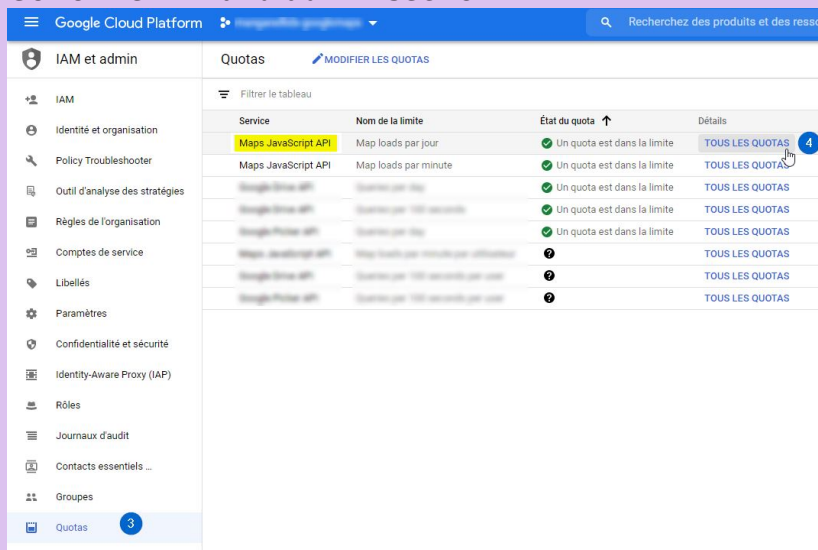 Google Cloud Platform
Recherchez des produits et des resso
IAM et admin
Quotas
MODIFIER LES QUOTAS
IAM
Identité et organisation
Policy Troubleshooter
Outil d'analyse des stratégies
Règles de l'organisation
Comptes de service
Libellés
Paramètres
Confidentialité et sécurité
Identity-Aware Proxy (IAP)
Rôles
Journaux d'audit
Contacts essentiels ...
Groupes
Quotas 3
Filtrer le tableau
Service Nom de la limite État du quota Détails
Maps JavaScript API Map loads par jour Un quota est dans la limite TOUS LES QUOTAS 4
Maps JavaScript API Map loads par minute Un quota est dans la limite TOUS LES QUOTAS
Un quota est dans la limite TOUS LES QUOTAS
Un quota est dans la limite TOUS LES QUOTAS
Un quota est dans la limite TOUS LES QUOTAS
TOUS LES QUOTAS
TOUS LES QUOTAS
TOUS LES QUOTAS